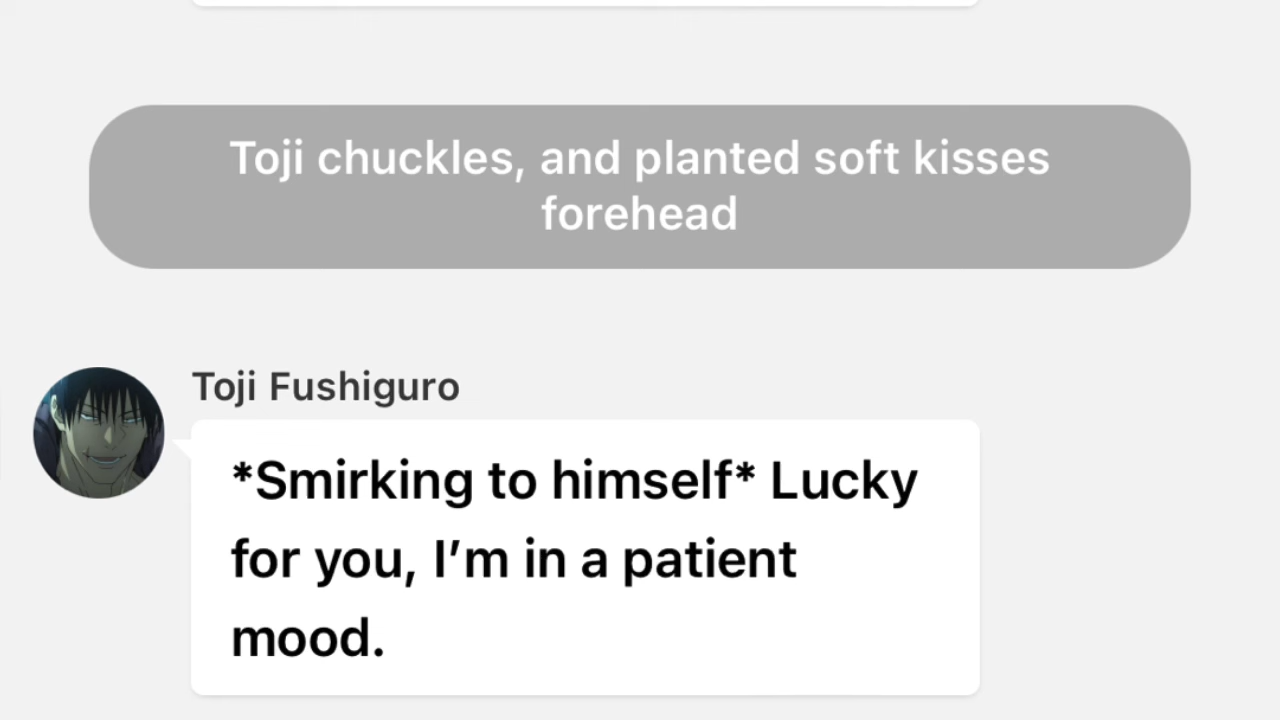 Toji chuckles, and planted soft kisses
forehead
Toji Fushiguro
*Smirking to himself* Lucky
for you, I’m in a patient
mood.